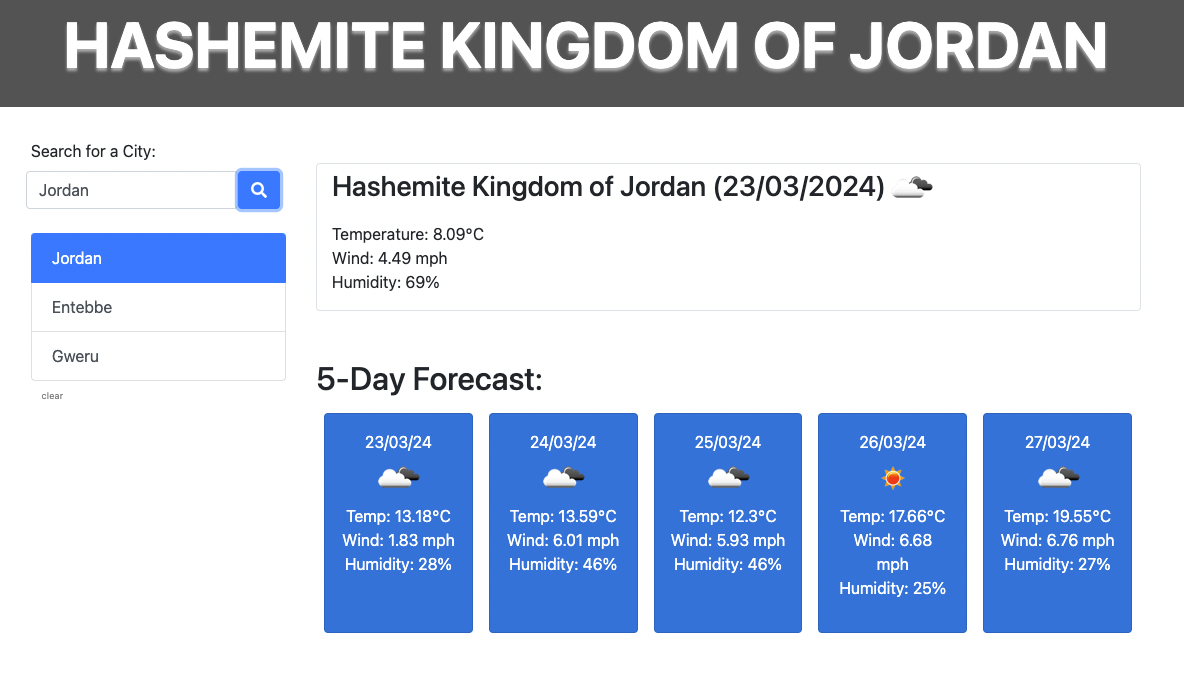 HASHEMITE KINGDOM OF JORDAN
Search for a City:
Jordan
Jordan
Entebbe
Gweru
clear
Hashemite Kingdom of Jordan (23/03/2024)
Temperature: 8.09°C
Wind: 4.49 mph
Humidity: 69%
5-Day Forecast:
23/03/24
Temp: 13.18°C
Wind: 1.83 mph
Humidity: 28%
24/03/24
Temp: 13.59°C
Wind: 6.01 mph
Humidity: 46%
25/03/24
Temp: 12.3°C
Wind: 5.93 mph
Humidity: 46%
26/03/24
Temp: 17.66°C
Wind: 6.68
mph
Humidity: 25%
27/03/24
Temp: 19.55°C
Wind: 6.76 mph
Humidity: 27%